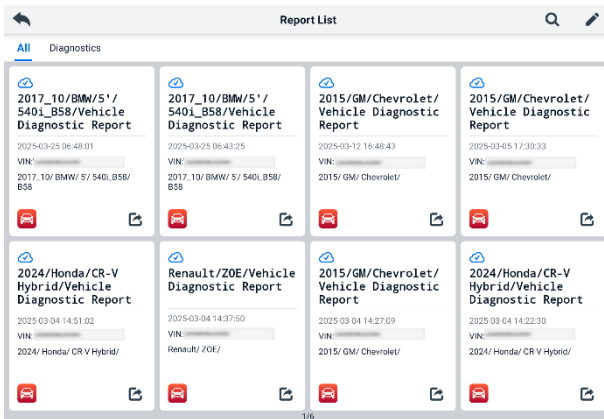 Report List
All Diagnostics
2017_10/BMW/5'/
540i_B58/Vehicle
Diagnostic Report
2025-03-25 06:48:01
VIN:
2017_10/ BMW/ 5'/ 540i_B58/
B58
2017_10/BMW/5'/
540i_B58/Vehicle
Diagnostic Report
2025-03-25 06:43:25
VIN:
2017_10/ BMW/ 5'/ 540i_B58/
B58
2015/GM/Chevrolet/
Vehicle Diagnostic
Report
2025-03-12 16:48:43
VIN:
2015/ GM/ Chevrolet/
2015/GM/Chevrolet/
Vehicle Diagnostic
Report
2025-03-05 17:30:33
VIN:
2015/ GM/ Chevrolet/
2024/Honda/CR-V
Hybrid/Vehicle
Diagnostic Report
2025-03-04 14:51:02
VIN:
2024/ Honda/ CR-V Hybrid/
Renault/ZOE/Vehicle
Diagnostic Report
2025-03-04 14:37:50
VIN:
Renault/ ZOE/
2015/GM/Chevrolet/
Vehicle Diagnostic
Report
2025-03-04 14:27:09
VIN:
2015/ GM/ Chevrolet/
2024/Honda/CR-V
Hybrid/Vehicle
Diagnostic Report
2025-03-04 14:22:30
VIN:
2024/ Honda/ CR-V Hybrid/
1/6